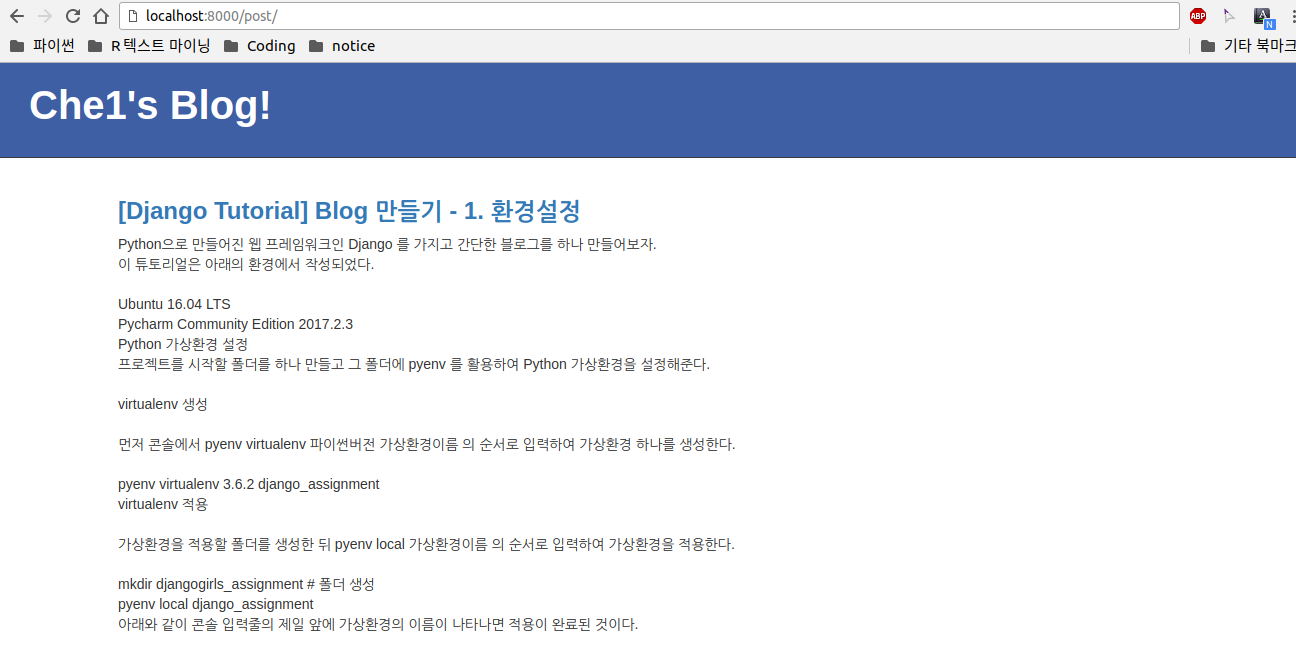 localhost:8000/post/
ABP
A
N
파이썬 R 텍스트 마이닝 Coding notice 기타 북마크
Che1's Blog!
[Django Tutorial] Blog 만들기 - 1. 환경설정
Python으로 만들어진 웹 프레임워크인 Django 를 가지고 간단한 블로그를 하나 만들어보자.
이 튜토리얼은 아래의 환경에서 작성되었다.
Ubuntu 16.04 LTS
Pycharm Community Edition 2017.2.3
Python 가상환경 설정
프로젝트를 시작할 폴더를 하나 만들고 그 폴더에 pyenv 를 활용하여 Python 가상환경을 설정해준다.
virtualenv 생성
먼저 콘솔에서 pyenv virtualenv 파이썬버전 가상환경이름 의 순서로 입력하여 가상환경 하나를 생성한다.
pyenv virtualenv 3.6.2 django_assignment
virtualenv 적용
가상환경을 적용할 폴더를 생성한 뒤 pyenv local 가상환경이름 의 순서로 입력하여 가상환경을 적용한다.
mkdir djangogirls_assignment # 폴더 생성
pyenv local django_assignment
아래와 같이 콘솔 입력줄의 제일 앞에 가상환경의 이름이 나타나면 적용이 완료된 것이다.